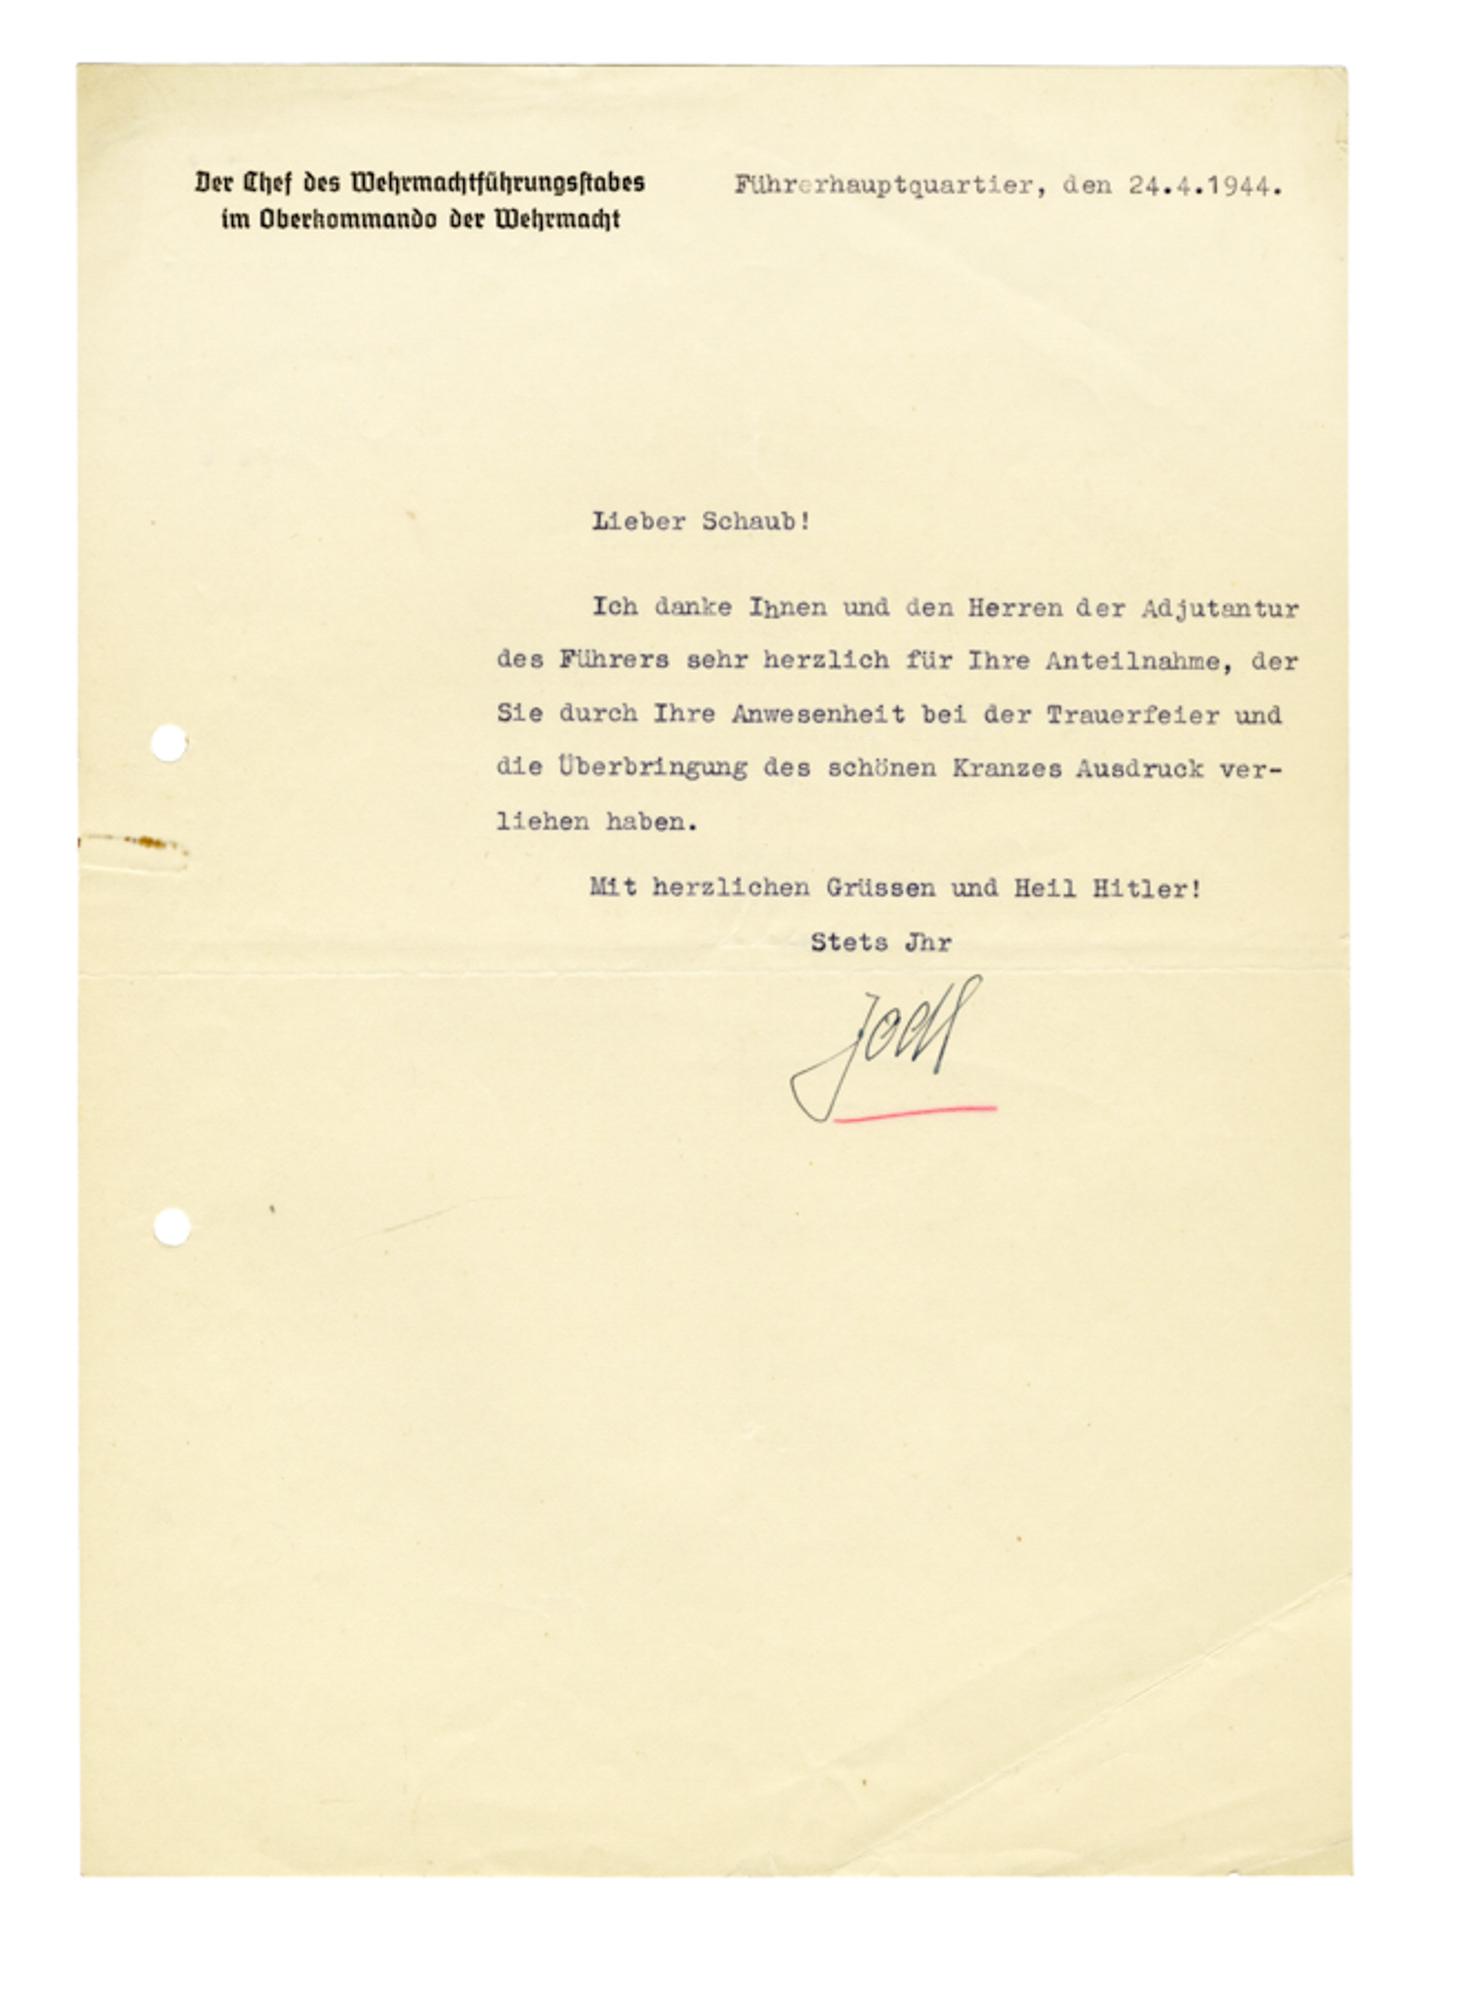 Der Chef des Wehrmachtführungsstabes
im Oberkommando der Wehrmacht
Führerhauptquartier, den 24.4.1944.
Lieber Schaub!
Ich danke Ihnen und den Herren der Adjutantur
des Führers sehr herzlich für Ihre Anteilnahme, der
Sie durch Ihre Anwesenheit bei der Trauerfeier und
die Überbringung des schönen Kranzes Ausdruck ver-
liehen haben.
Mit herzlichen Grüssen und Heil Hitler!
Stets Jhr
Jodl